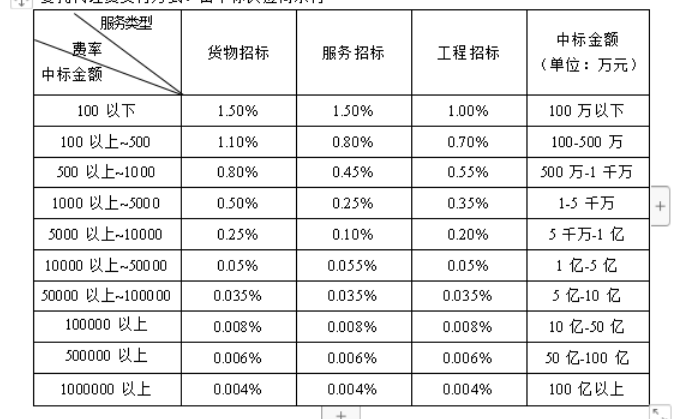 服务类型
费率
中标金额
货物招标 服务招标 工程招标 中标金额
（单位：万元）
100 以下 1.50% 1.50% 1.00% 100 万以下
100 以上~500 1.10% 0.80% 0.70% 100-500 万
500 以上~1000 0.80% 0.45% 0.55% 500 万-1 千万
1000 以上~5000 0.50% 0.25% 0.35% 1-5 千万
5000 以上~10000 0.25% 0.10% 0.20% 5 千万-1 亿
10000 以上~50000 0.05% 0.055% 0.05% 1 亿-5 亿
50000 以上~100000 0.035% 0.035% 0.035% 5 亿-10 亿
100000 以上 0.008% 0.008% 0.008% 10 亿-50 亿
500000 以上 0.006% 0.006% 0.006% 50 亿-100 亿
1000000 以上 0.004% 0.004% 0.004% 100 亿以上